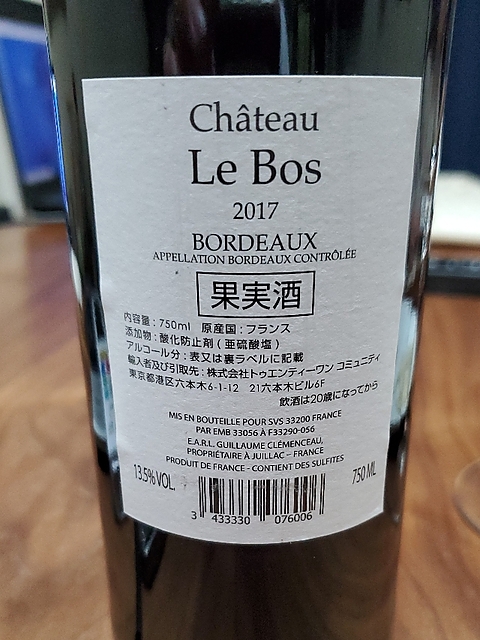 Château
Le Bos
2017
BORDEAUX
APPELLATION BORDEAUX CONTRÔLÉE
果実酒
内容量：750ml 原産国：フランス
添加物：酸化防止剤（亜硫酸塩）
アルコール分：表又は裏ラベルに記載
輸入者及び引取先：株式会社トゥエンティーワン コミュニティ
東京都港区六本木6-1-12 21六本木ビル6F
飲酒は20歳になってから
MIS EN BOUTEILLE POUR SVS 33200 FRANCE
PAR EMB 33056 À F33290-056
E.A.R.L. GUILLAUME CLÉMENCEAU,
PROPRIÉTAIRE À JUILLAC – FRANCE
PRODUIT DE FRANCE - CONTIENT DES SULFITES
13.5% VOL. 750 ML
3 433330 076006